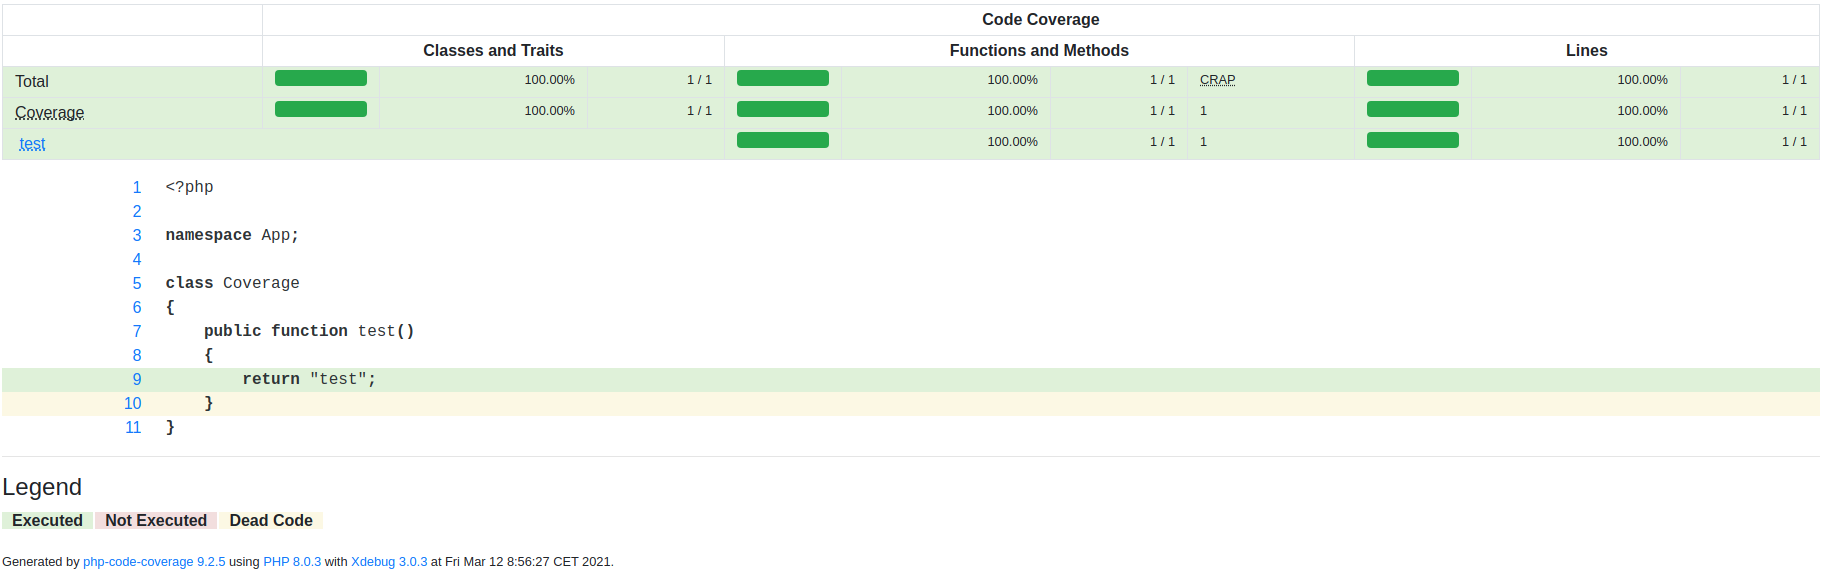 Code Coverage
Classes and Traits Functions and Methods Lines
Total 100.00% 1 / 1 100.00% 1 / 1 CRAP 100.00% 1 / 1
Coverage 100.00% 1 / 1 100.00% 1 / 1 1 100.00% 1 / 1
test 100.00% 1 / 1 1 100.00% 1 / 1
1 <?php
2
3 namespace App;
4
5 class Coverage
6 {
7     public function test()
8     {
9         return "test";
10     }
11 }
Legend
Executed Not Executed Dead Code
Generated by php-code-coverage 9.2.5 using PHP 8.0.3 with Xdebug 3.0.3 at Fri Mar 12 8:56:27 CET 2021.